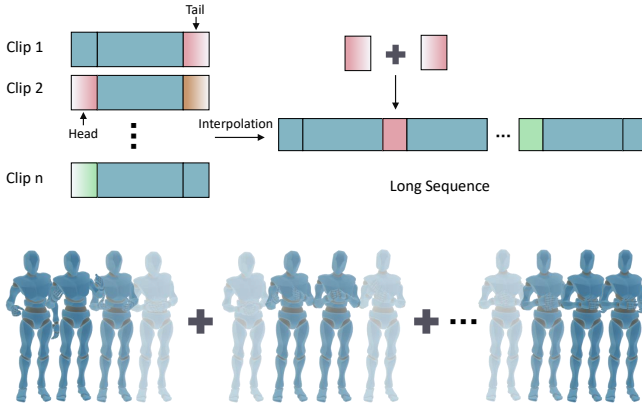 Tail
Clip 1
Clip 2
Head
Interpolation
...
Clip n
Long Sequence
...